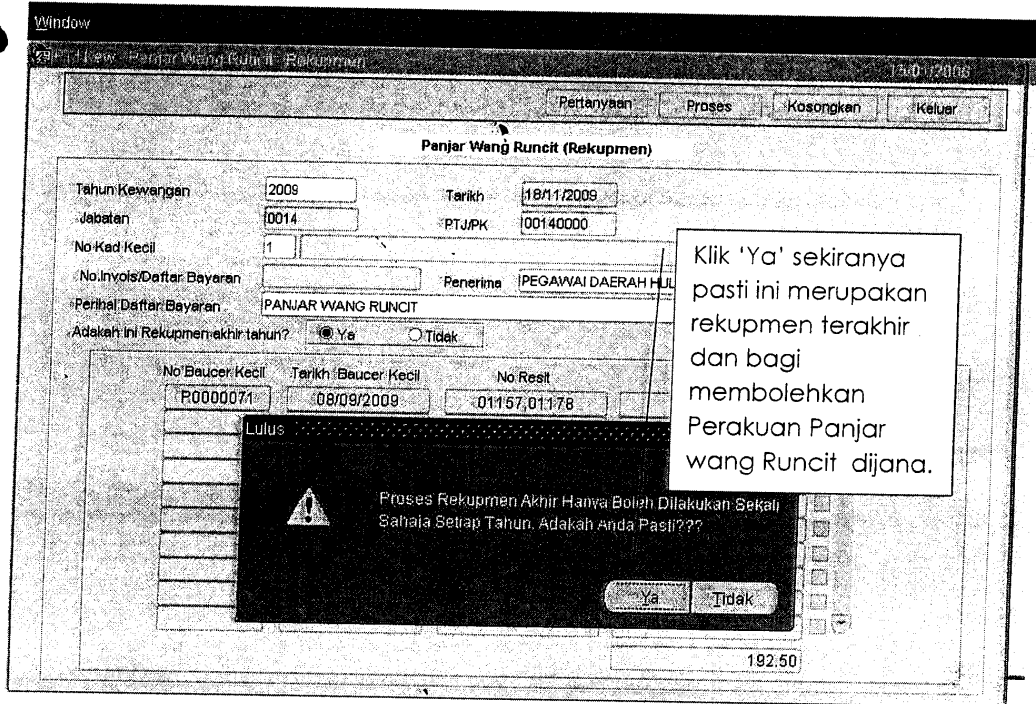 Window
Panjar Wang Runcit Rekupmen
Pertanyaan Proses Kosongkan Keluar
Panjar Wang Runcit (Rekupmen)
Tahun Kewangan 2009 Tarikh 18/11/2009
Jabatan 0014 PTJ/PK 00140000
No Kad Kecil 1
No.Invois/Daftar Bayaran Penerima PEGAWAI DAERAH HUL
Perihal Daftar Bayaran PANJAR WANG RUNCIT
Adakah Ini Rekupmen akhir tahun? Ya Tidak
Klik ‘Ya’ sekiranya
pasti ini merupakan
rekupmen terakhir
dan bagi
membolehkan
Perakuan Panjar
wang Runcit dijana.
No Baucer Kecil Tarikh Baucer Kecil No Resit
R0000071 08/09/2009 01157,01178
Lulus
Proses Rekupmen Akhir Hanya Boleh Dilakukan Sekali
Sahaja Setiap Tahun. Adakah Anda Pasti???
Ya Tidak
192.50